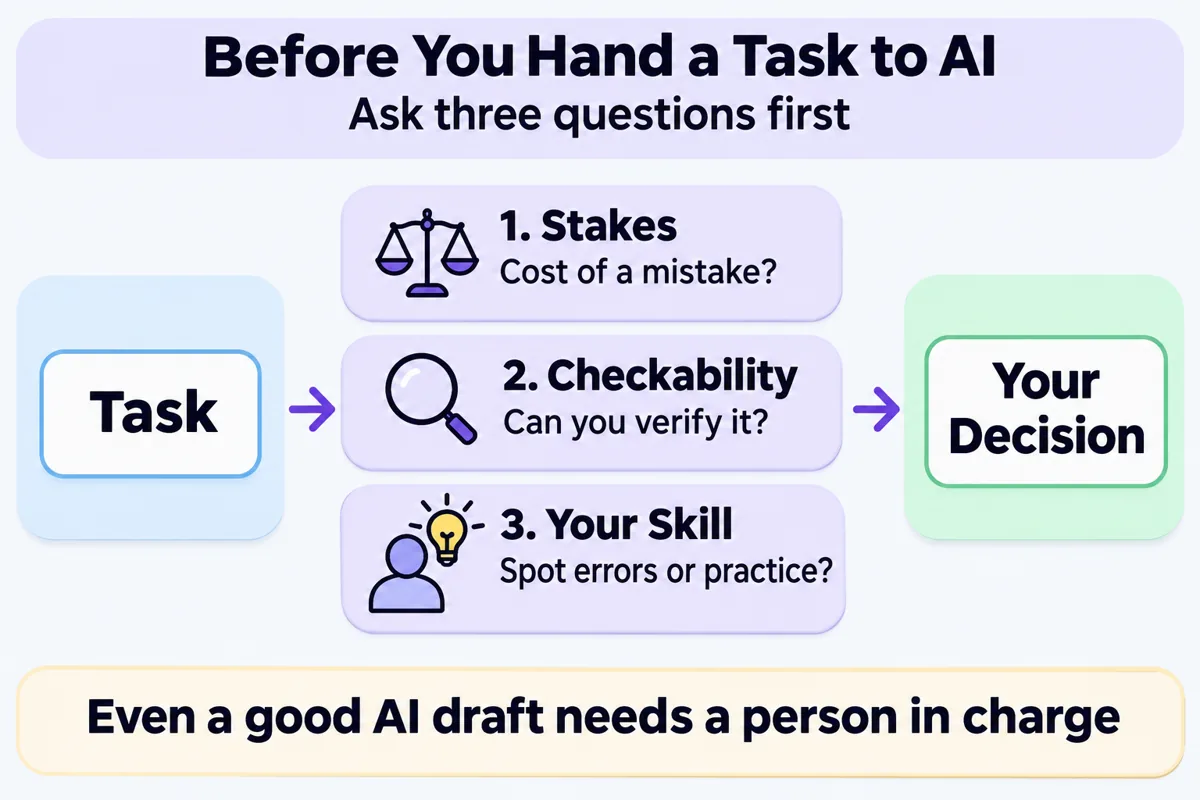 Before You Hand a Task to AI
Ask three questions first
Task
1. Stakes
Cost of a mistake?
2. Checkability
Can you verify it?
3. Your Skill
Spot errors or practice?
Your
Decision
Even a good AI draft needs a person in charge